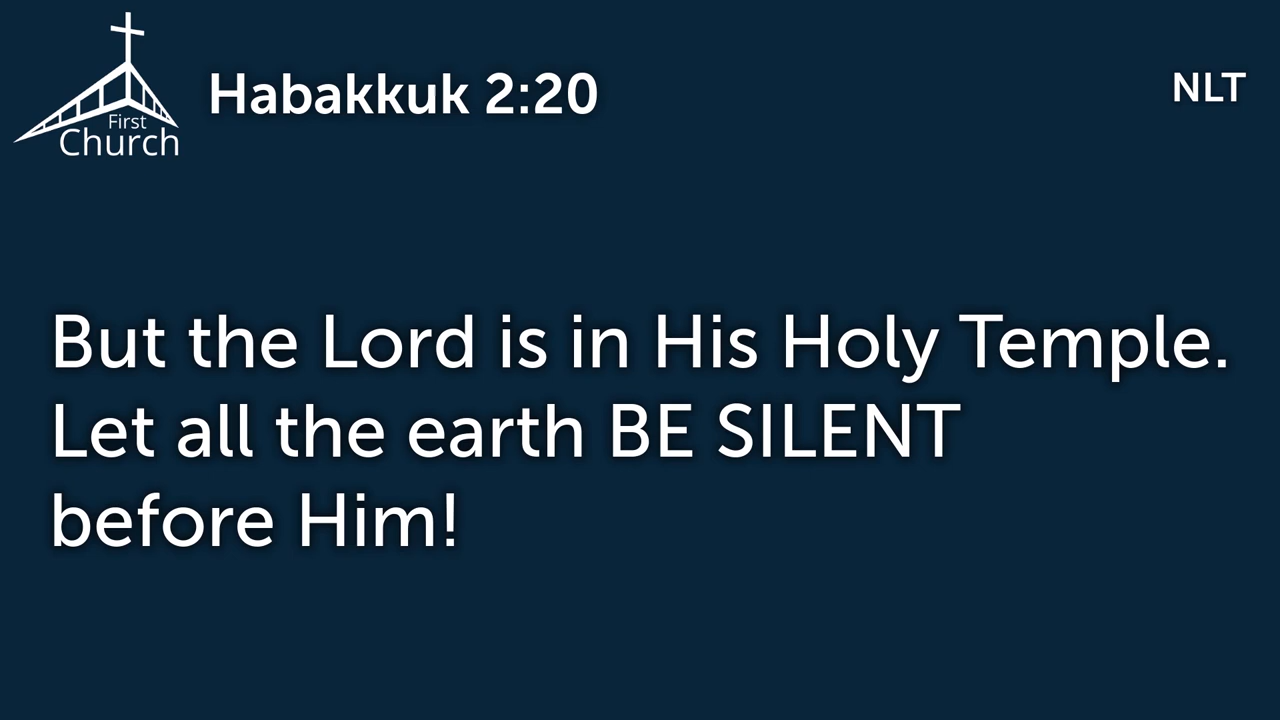 First
Church
Habakkuk 2:20
NLT
But the Lord is in His Holy Temple.
Let all the earth BE SILENT
before Him!